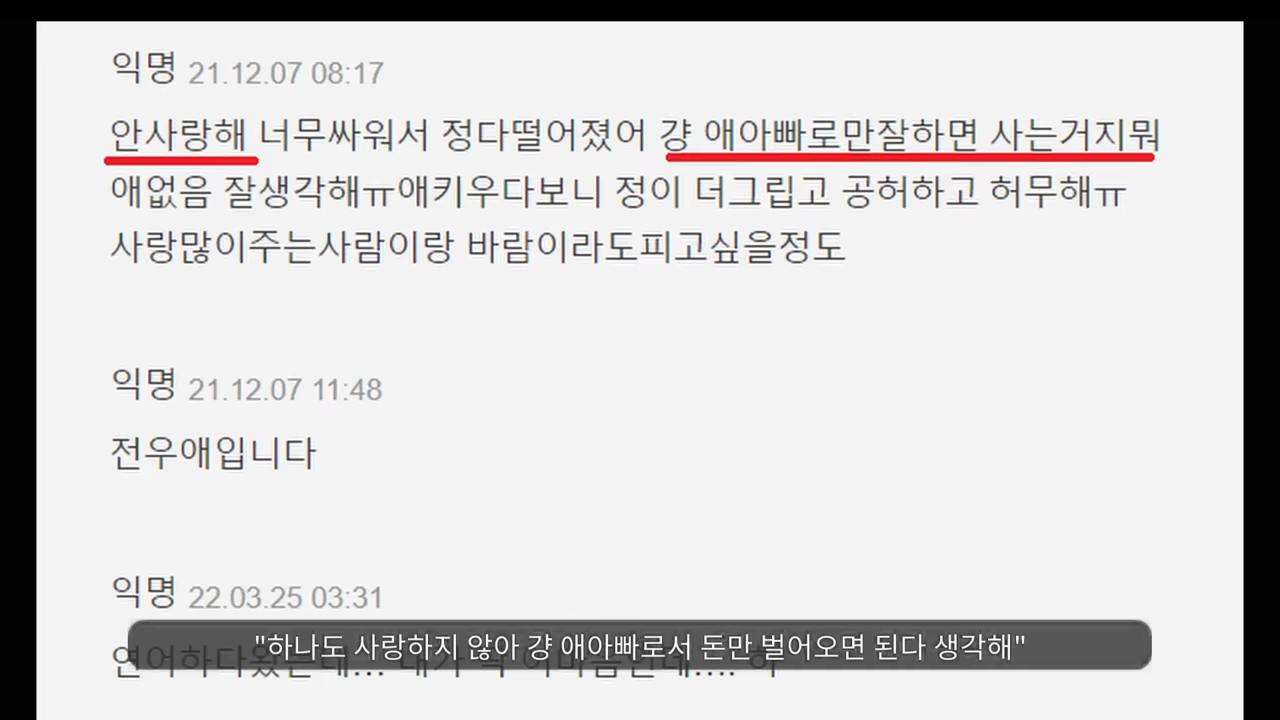 익명 21.12.07 08:17
안사랑해 너무싸워서 정다떨어졌어 걍 애아빠로만잘하면 사는거지뭐
애없음 잘생각해ㅠ애키우다보니 정이 더그립고 공허하고 허무해ㅠ
사랑많이주는사람이랑 바람이라도피고싶을정도
익명 21.12.07 11:48
전우애입니다
익명 22.03.25 03:31
"하나도 사랑하지 않아 걍 애아빠로서 돈만 벌어오면 된다 생각해"